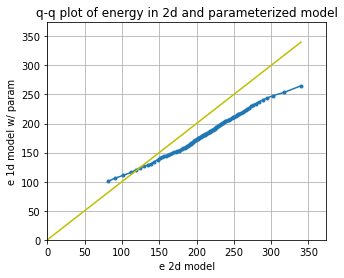 q-q plot of energy in 2d and parameterized model
e 1d model w/ param
350
300
250
200
150
100
50
0
0 50 100 150 200 250 300 350
e 2d model